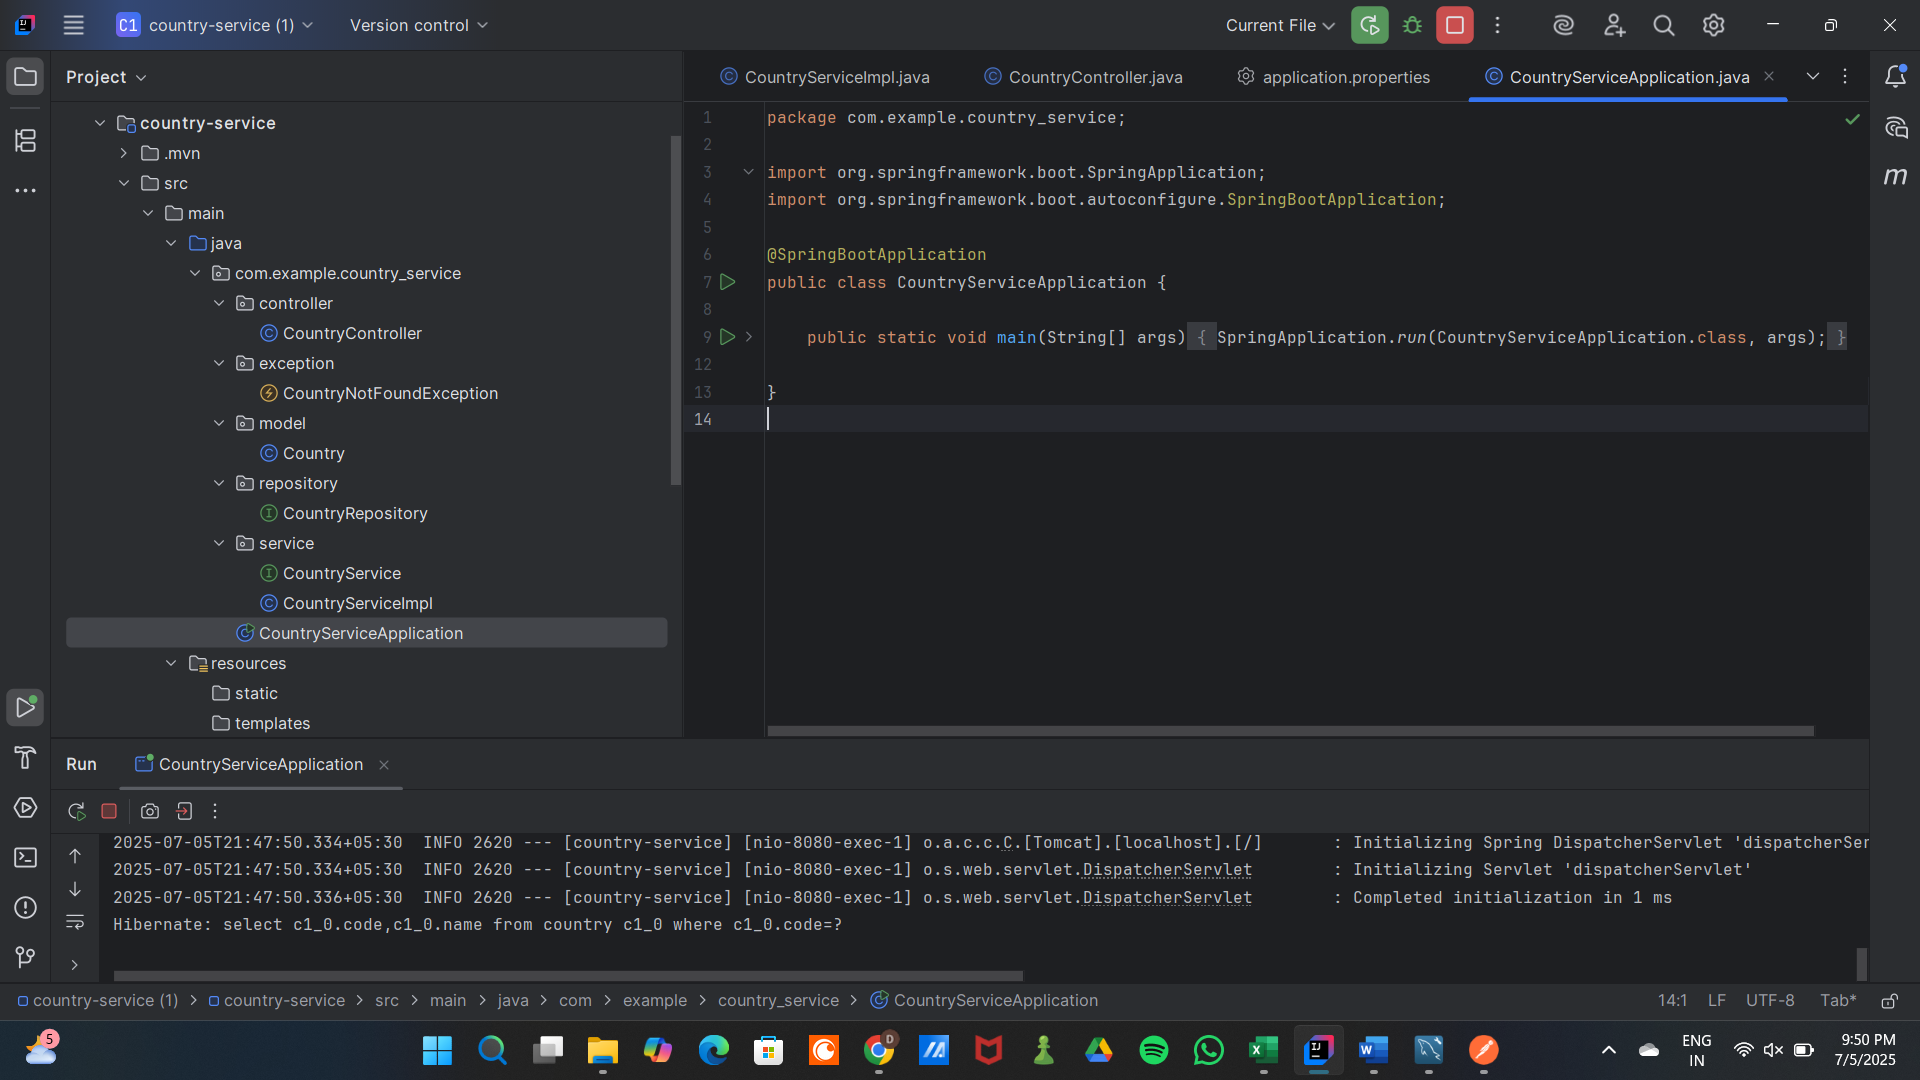 C1 country-service (1) Version control Current File
Project
CountryServiceImpl.java CountryController.java application.properties CountryServiceApplication.java
country-service
.mvn
src
main
java
com.example.country_service
controller
CountryController
exception
CountryNotFoundException
model
Country
repository
CountryRepository
service
CountryService
CountryServiceImpl
CountryServiceApplication
resources
static
templates
1 package com.example.country_service;
2
3 import org.springframework.boot.SpringApplication;
4 import org.springframework.boot.autoconfigure.SpringBootApplication;
5
6 @SpringBootApplication
7 public class CountryServiceApplication {
8
9 public static void main(String[] args) { SpringApplication.run(CountryServiceApplication.class, args); }
12
13 }
14
Run CountryServiceApplication
2025-07-05T21:47:50.334+05:30 INFO 2620 --- [country-service] [nio-8080-exec-1] o.a.c.c.C.[Tomcat].[localhost].[/] : Initializing Spring DispatcherServlet 'dispatcherSer
2025-07-05T21:47:50.334+05:30 INFO 2620 --- [country-service] [nio-8080-exec-1] o.s.web.servlet.DispatcherServlet : Initializing Servlet 'dispatcherServlet'
2025-07-05T21:47:50.336+05:30 INFO 2620 --- [country-service] [nio-8080-exec-1] o.s.web.servlet.DispatcherServlet : Completed initialization in 1 ms
Hibernate: select c1_0.code,c1_0.name from country c1_0 where c1_0.code=?
country-service (1) > country-service > src > main > java > com > example > country_service > CountryServiceApplication 14:1 LF UTF-8 Tab*
5
ENG
IN
9:50 PM
7/5/2025